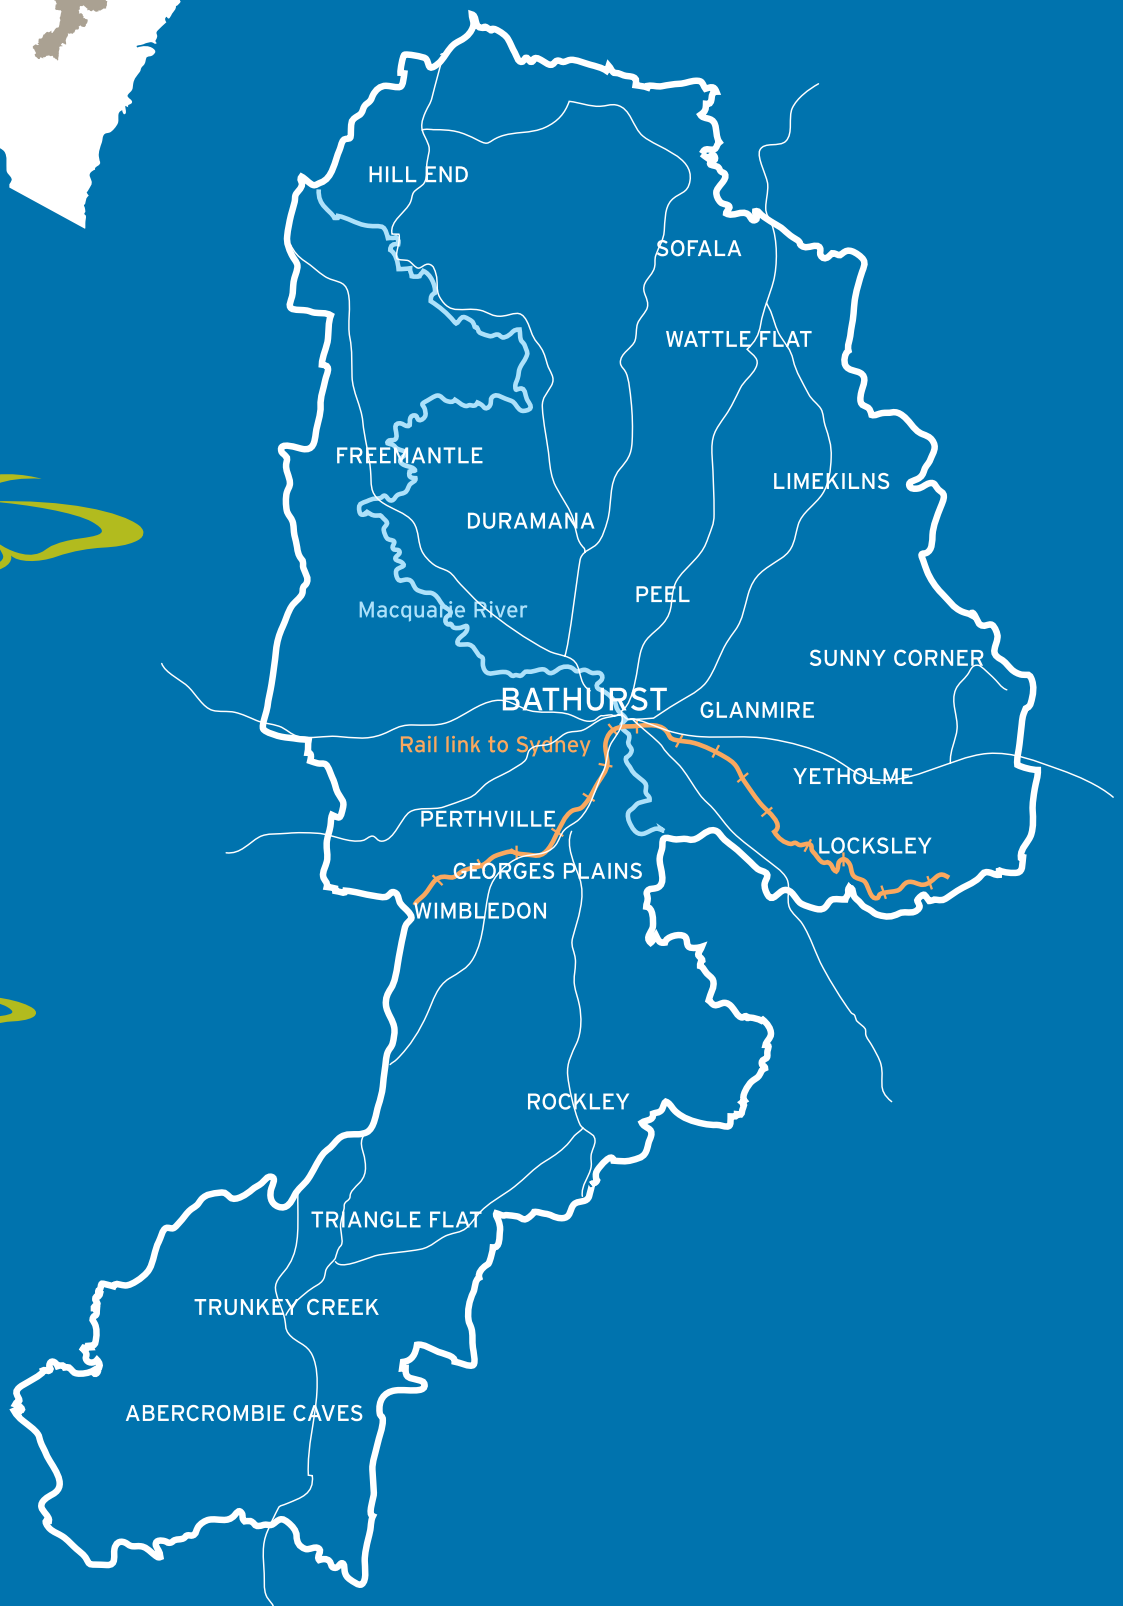 HILL END
SOFALA
WATTLE FLAT
FREEMANTLE
LIMEKILNS
DURAMANA
PEEL
Macquarie River
SUNNY CORNER
BATHURST
GLANMIRE
Rail link to Sydney
YETHOLME
PERTHVILLE
LOCKSLEY
GEORGES PLAINS
WIMBLEDON
ROCKLEY
TRIANGLE FLAT
TRUNKEY CREEK
ABERCROMBIE CAVES